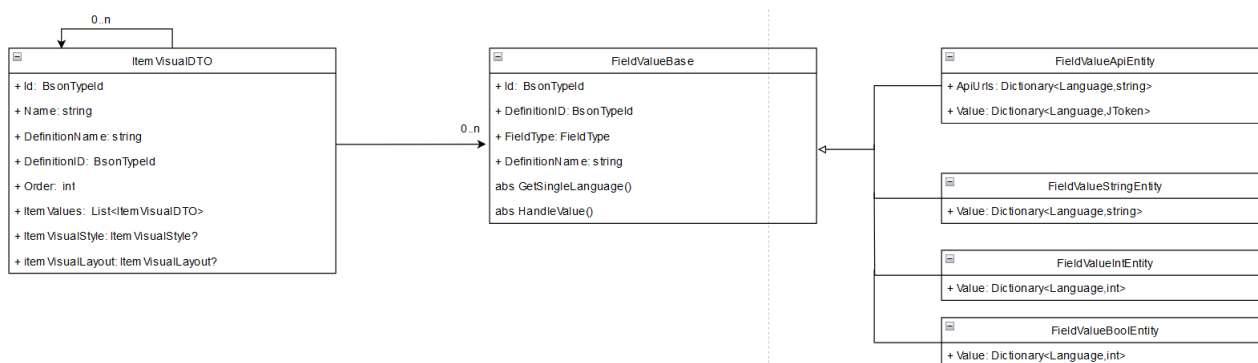 0..n
ItemVisualDTO
+ Id: BsonTypeId
+ Name: string
+ DefinitionName: string
+ DefinitionID: BsonTypeId
+ Order: int
+ ItemValues: List<ItemVisualDTO>
+ ItemVisualStyle: ItemVisualStyle?
+ itemVisualLayout: ItemVisualLayout?
0..n
FieldValueBase
+ Id: BsonTypeId
+ DefinitionID: BsonTypeId
+ FieldType: FieldType
+ DefinitionName: string
abs GetSingleLanguage()
abs HandleValue()
FieldValueApiEntity
+ ApiUrls: Dictionary<Language,string>
+ Value: Dictionary<Language,JToken>
FieldValueStringEntity
+ Value: Dictionary<Language,string>
FieldValueIntEntity
+ Value: Dictionary<Language,int>
FieldValueBoolEntity
+ Value: Dictionary<Language,int>